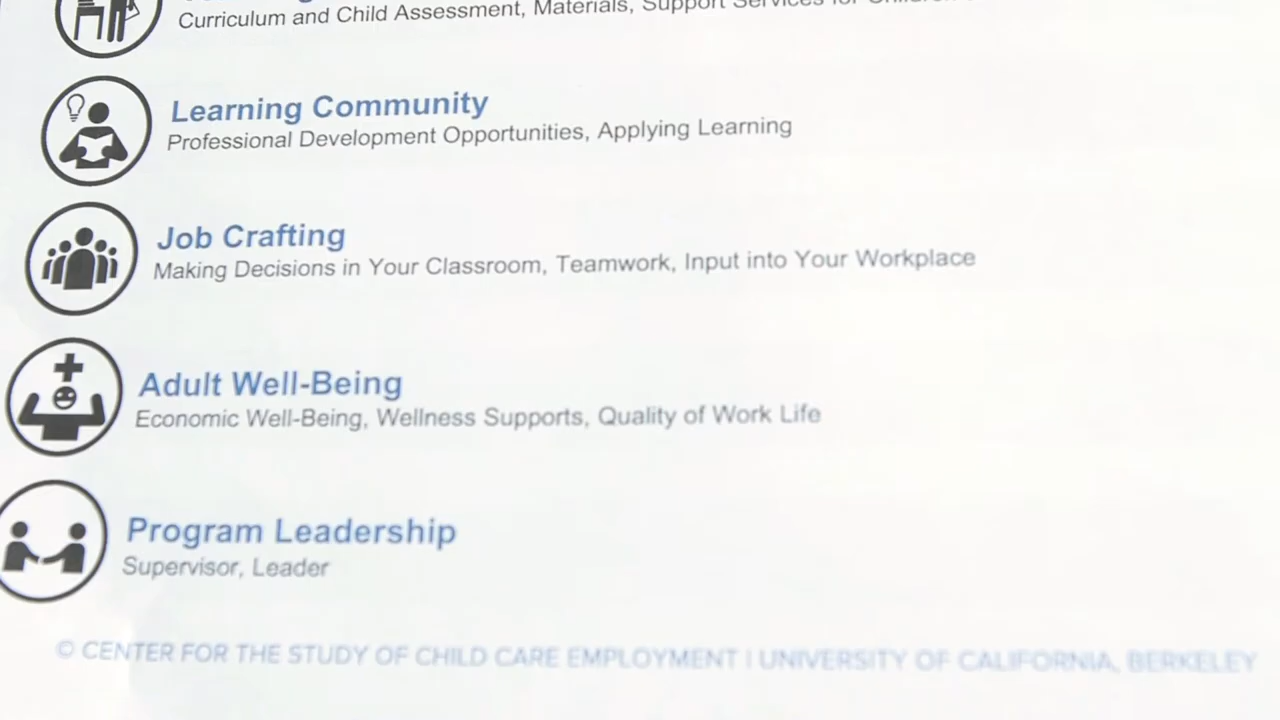 Curriculum and Child Assessment, Materials, Support Services for
Learning Community
Professional Development Opportunities, Applying Learning
Job Crafting
Making Decisions in Your Classroom, Teamwork, Input into Your Workplace
Adult Well-Being
Economic Well-Being, Wellness Supports, Quality of Work Life
Program Leadership
Supervisor, Leader
© CENTER FOR THE STUDY OF CHILD CARE EMPLOYMENT | UNIVERSITY OF CALIFORNIA, BERKELEY